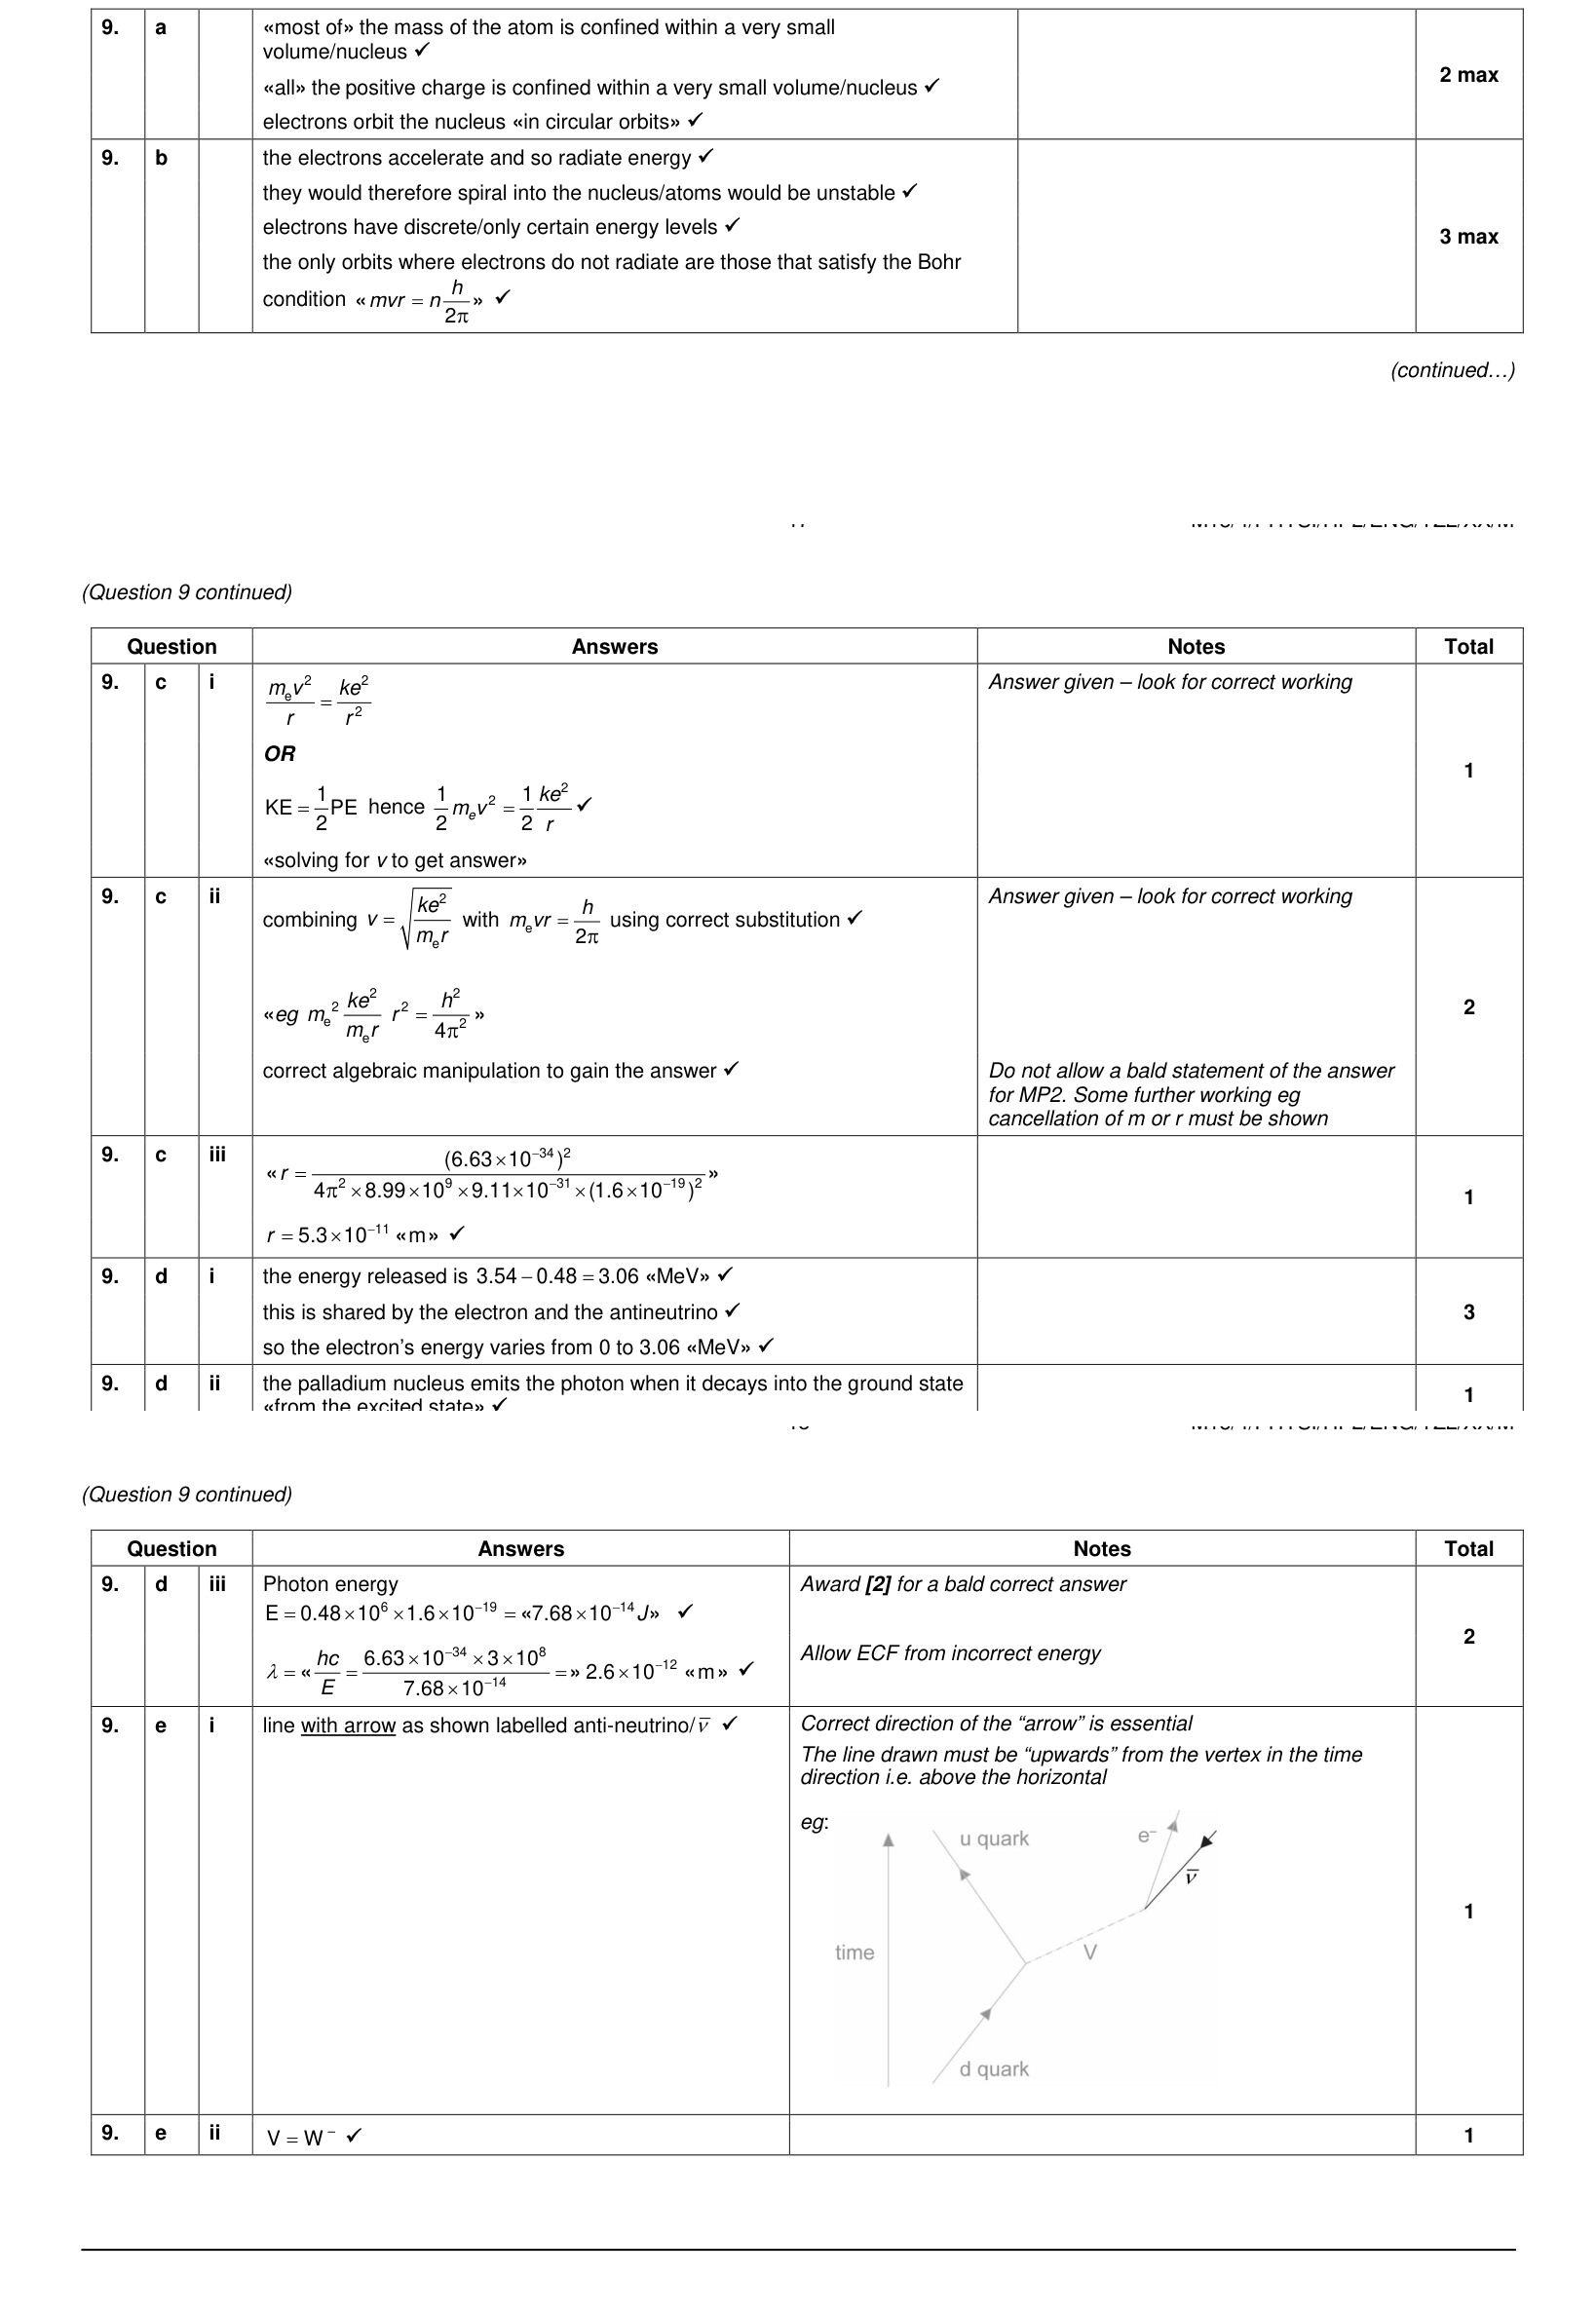 9. a «most of» the mass of the atom is confined within a very small
volume/nucleus ✓
«all» the positive charge is confined within a very small volume/nucleus ✓
electrons orbit the nucleus «in circular orbits» ✓
2 max
9. b the electrons accelerate and so radiate energy ✓
they would therefore spiral into the nucleus/atoms would be unstable ✓
electrons have discrete/only certain energy levels ✓
the only orbits where electrons do not radiate are those that satisfy the Bohr
condition «mvr = n h/2π» ✓
3 max
(continued…)
(Question 9 continued)
Question Answers Notes Total
9. c i mₑv²/r = ke²/r²
Answer given – look for correct working
OR
KE = 1/2 PE hence 1/2 mₑv² = 1/2 ke²/r ✓
«solving for v to get answer»
1
9. c ii combining v = √(ke²/mₑr) with mₑvr = h/2π using correct substitution ✓
Answer given – look for correct working
«eg mₑ² ke²/mₑr r² = h²/4π²»
2
correct algebraic manipulation to gain the answer ✓
Do not allow a bald statement of the answer
for MP2. Some further working eg
cancellation of m or r must be shown
9. c iii «r = (6.63×10⁻³⁴)²/4π²×8.99×10⁹×9.11×10⁻³¹×(1.6×10⁻¹⁹)²»
r = 5.3×10⁻¹¹ «m» ✓
1
9. d i the energy released is 3.54 – 0.48 = 3.06 «MeV» ✓
this is shared by the electron and the antineutrino ✓
so the electron’s energy varies from 0 to 3.06 «MeV» ✓
3
9. d ii the palladium nucleus emits the photon when it decays into the ground state
«from the excited state» ✓
1
(Question 9 continued)
Question Answers Notes Total
9. d iii Photon energy
E = 0.48×10⁶×1.6×10⁻¹⁹ = «7.68×10⁻¹⁴ J» ✓
Award [2] for a bald correct answer
λ = «hc/E = 6.63×10⁻³⁴×3×10⁸/7.68×10⁻¹⁴ =» 2.6×10⁻¹² «m» ✓
Allow ECF from incorrect energy
2
9. e i line with arrow as shown labelled anti-neutrino/ν̅ ✓
Correct direction of the “arrow” is essential
The line drawn must be “upwards” from the vertex in the time
direction i.e. above the horizontal
eg:
u quark
e⁻
ν̅
time
V
d quark
1
9. e ii V = W⁻ ✓
1